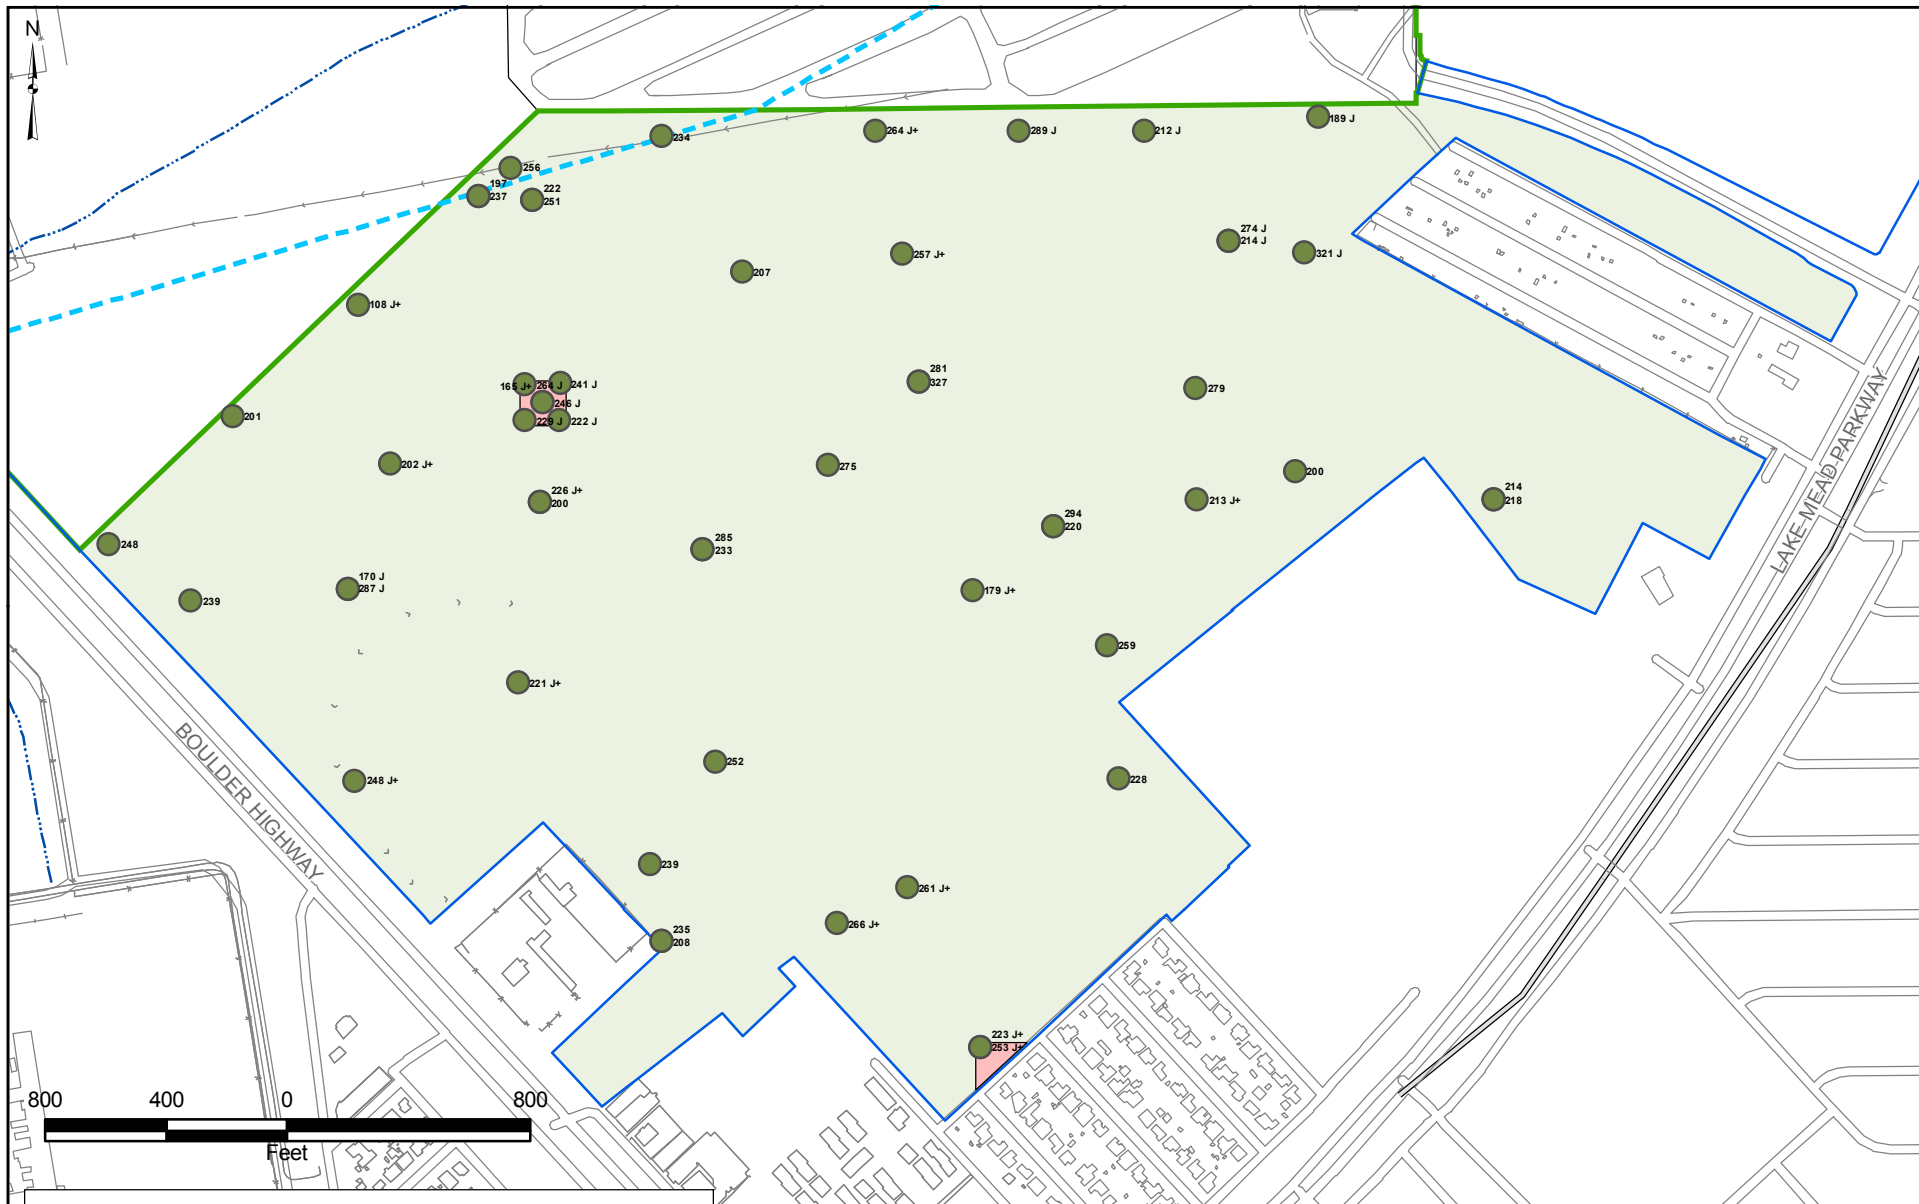 N
234
264 J+
289 J
212 J
189 J
256
197
237
222
251
274 J
214 J
321 J
257 J+
207
108 J+
281
327
165 J+
264 J
241 J
246 J
229 J
222 J
279
201
202 J+
275
200
226 J+
200
213 J+
214
218
294
220
285
233
248
239
170 J
287 J
179 J+
259
221 J+
252
228
248 J+
239
261 J+
266 J+
235
208
223 J+
253 J+
LAKE MEAD PARKWAY
BOULDER HIGHWAY
800 400 0 800
Feet